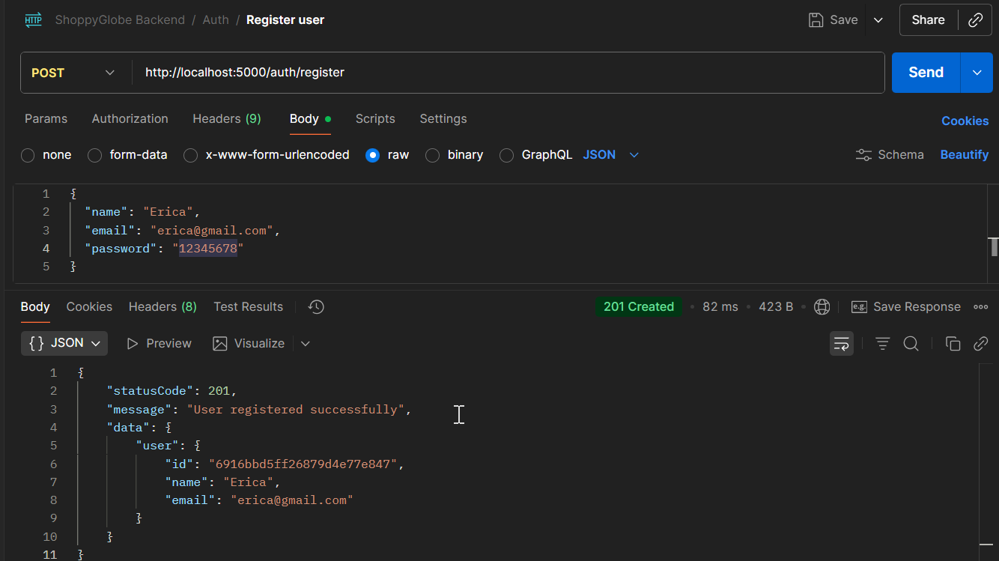 HTTP ShoppyGlobe Backend / Auth / Register user Save Share
POST http://localhost:5000/auth/register Send
Params Authorization Headers (9) Body Scripts Settings Cookies
none form-data x-www-form-urlencoded raw binary GraphQL JSON Schema Beautify
1 {
2 "name": "Erica",
3 "email": "erica@gmail.com",
4 "password": "12345678"
5 }
Body Cookies Headers (8) Test Results 201 Created • 82 ms • 423 B • e.g. Save Response
{} JSON Preview Visualize
1 {
2 "statusCode": 201,
3 "message": "User registered successfully",
4 "data": {
5 "user": {
6 "id": "6916bbd5ff26879d4e77e847",
7 "name": "Erica",
8 "email": "erica@gmail.com"
9 }
10 }
11 }